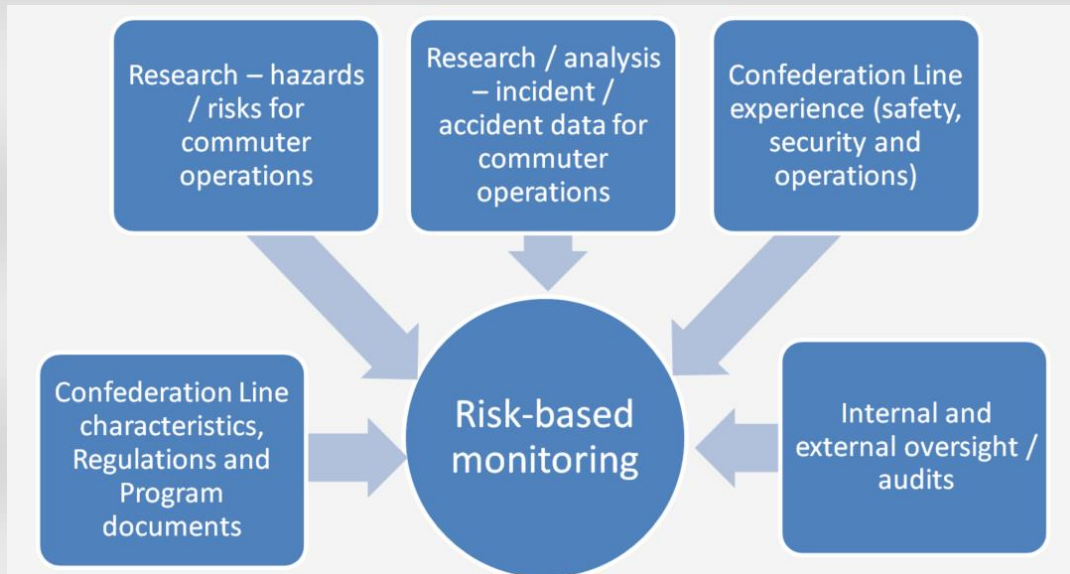 Research – hazards
/ risks for
commuter
operations
Research / analysis
– incident /
accident data for
commuter
operations
Confederation Line
experience (safety,
security and
operations)
Confederation Line
characteristics,
Regulations and
Program
documents
Risk-based
monitoring
Internal and
external oversight /
audits